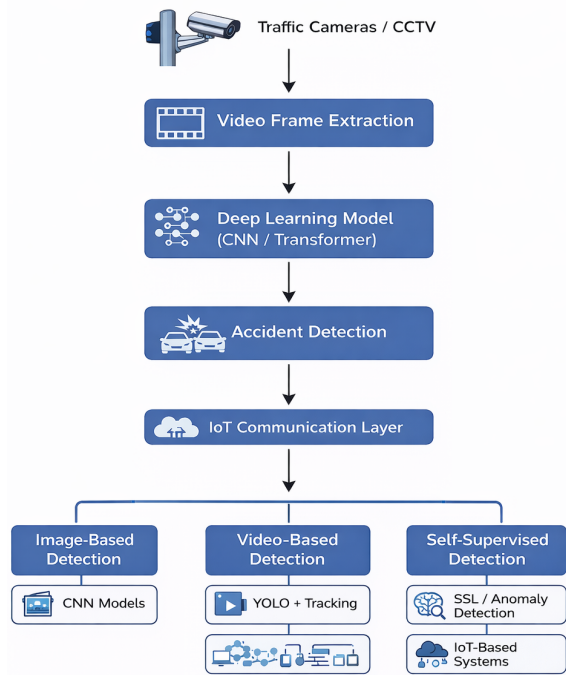 Traffic Cameras / CCTV
Video Frame Extraction
Deep Learning Model
(CNN / Transformer)
Accident Detection
IoT Communication Layer
Image-Based
Detection
Video-Based
Detection
Self-Supervised
Detection
CNN Models
YOLO + Tracking
SSL / Anomaly
Detection
IoT-Based
Systems